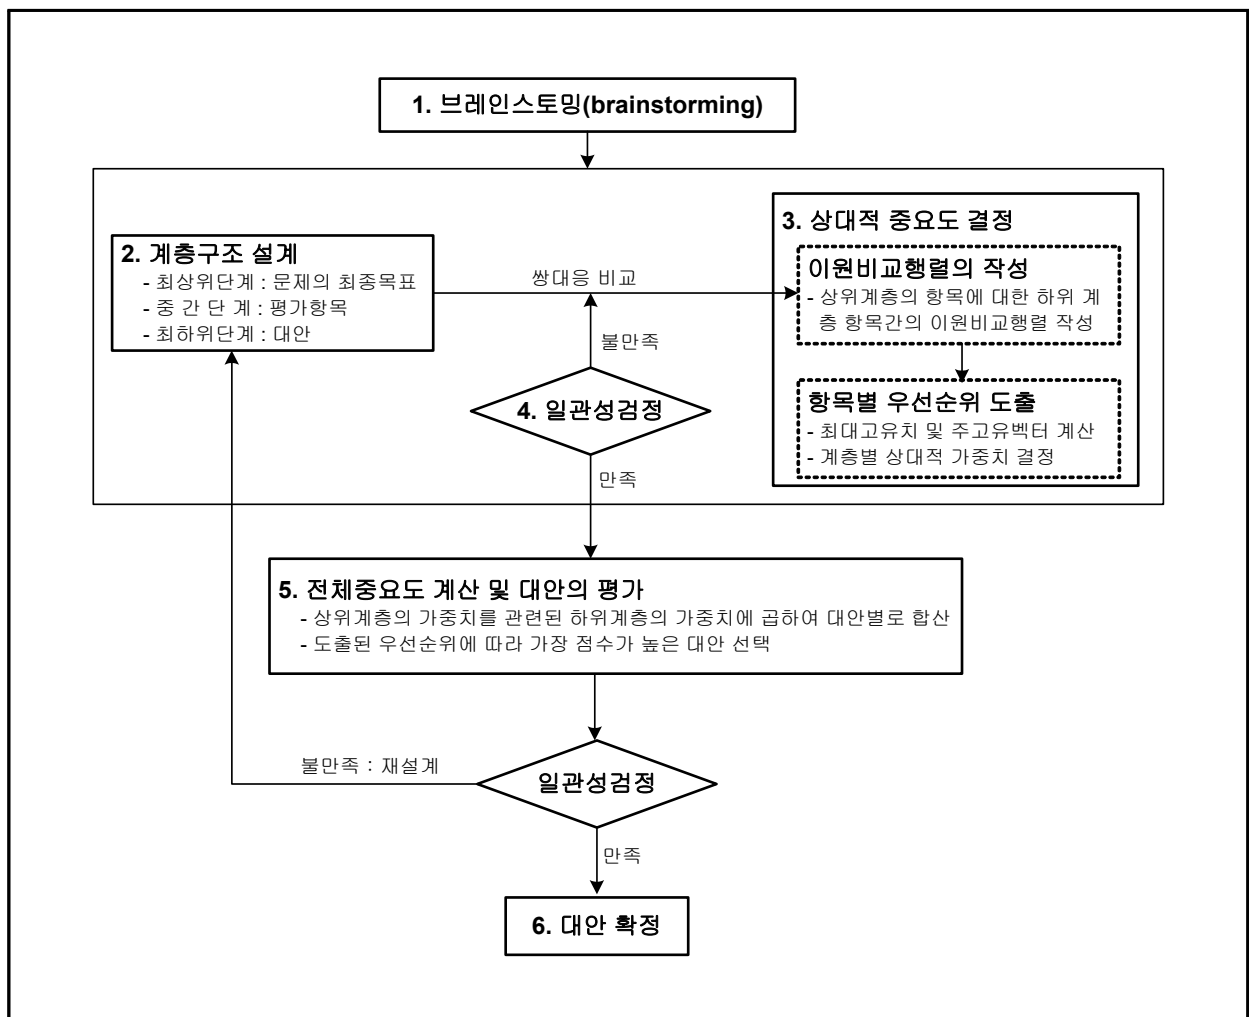 1. 브레인스토밍(brainstorming)
2. 계층구조 설계
- 최상위단계 : 문제의 최종목표
- 중 간 단 계 : 평가항목
- 최하위단계 : 대안
쌍대응 비교
3. 상대적 중요도 결정
이원비교행렬의 작성
- 상위계층의 항목에 대한 하위 계
층 항목간의 이원비교행렬 작성
항목별 우선순위 도출
- 최대고유치 및 주고유벡터 계산
- 계층별 상대적 가중치 결정
불만족
4. 일관성검정
만족
5. 전체중요도 계산 및 대안의 평가
- 상위계층의 가중치를 관련된 하위계층의 가중치에 곱하여 대안별로 합산
- 도출된 우선순위에 따라 가장 점수가 높은 대안 선택
불만족 : 재설계
일관성검정
만족
6. 대안 확정